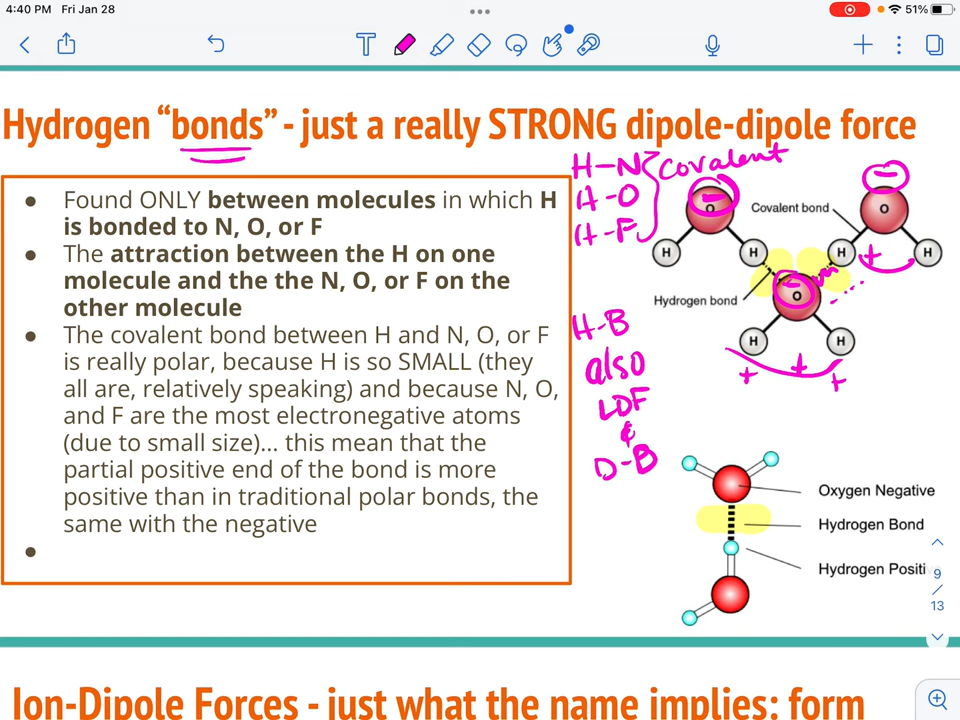 4:40 PM Fri Jan 28
51%
T
Hydrogen “bonds” - just a really STRONG dipole-dipole force
● Found ONLY between molecules in which H
is bonded to N, O, or F
● The attraction between the H on one
molecule and the the N, O, or F on the
other molecule
● The covalent bond between H and N, O, or F
is really polar, because H is so SMALL (they
all are, relatively speaking) and because N, O,
and F are the most electronegative atoms
(due to small size)... this mean that the
partial positive end of the bond is more
positive than in traditional polar bonds, the
same with the negative
●
H-N
H-O
H-F
Covalent
H-B
also
LDF
&
D-B
O
H
H
Covalent bond
O
H
H
Hydrogen bond
O
H
H
−
−
−
+
+
+
+
Oxygen Negative
Hydrogen Bond
Hydrogen Positi
9
/
13
Ion-Dipole Forces - just what the name implies: form